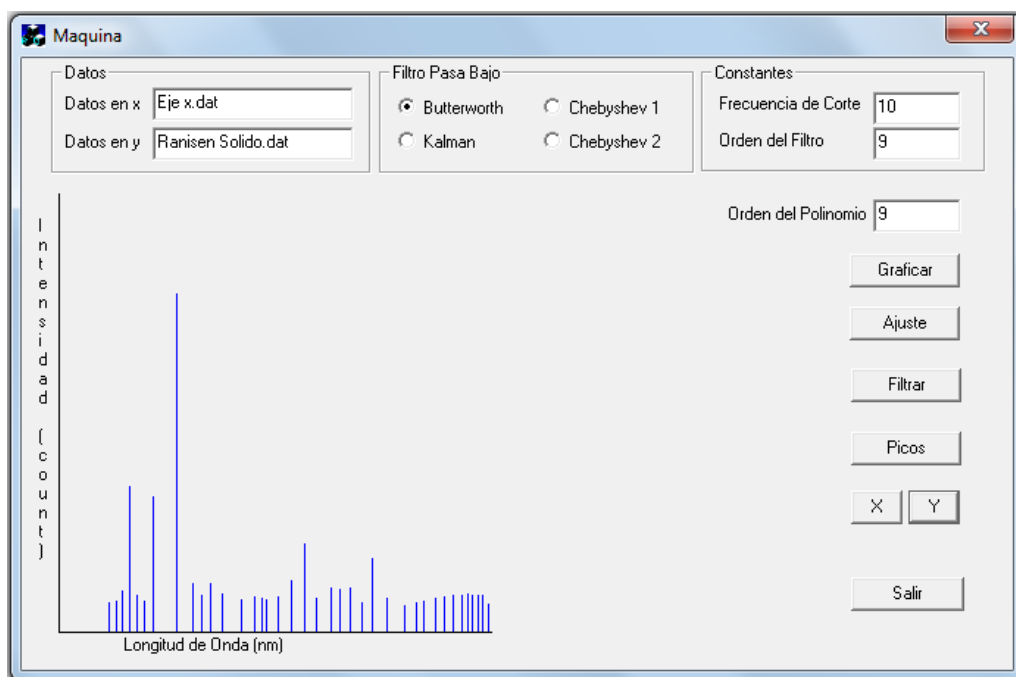 Maquina
Datos
Datos en x Eje x.dat
Datos en y Ranisen Solido.dat
Filtro Pasa Bajo
Butterworth Chebyshev 1
Kalman Chebyshev 2
Constantes
Frecuencia de Corte 10
Orden del Filtro 9
Orden del Polinomio 9
Graficar
Ajuste
Filtrar
Picos
X Y
Salir
Intensidad (count)
Longitud de Onda (nm)